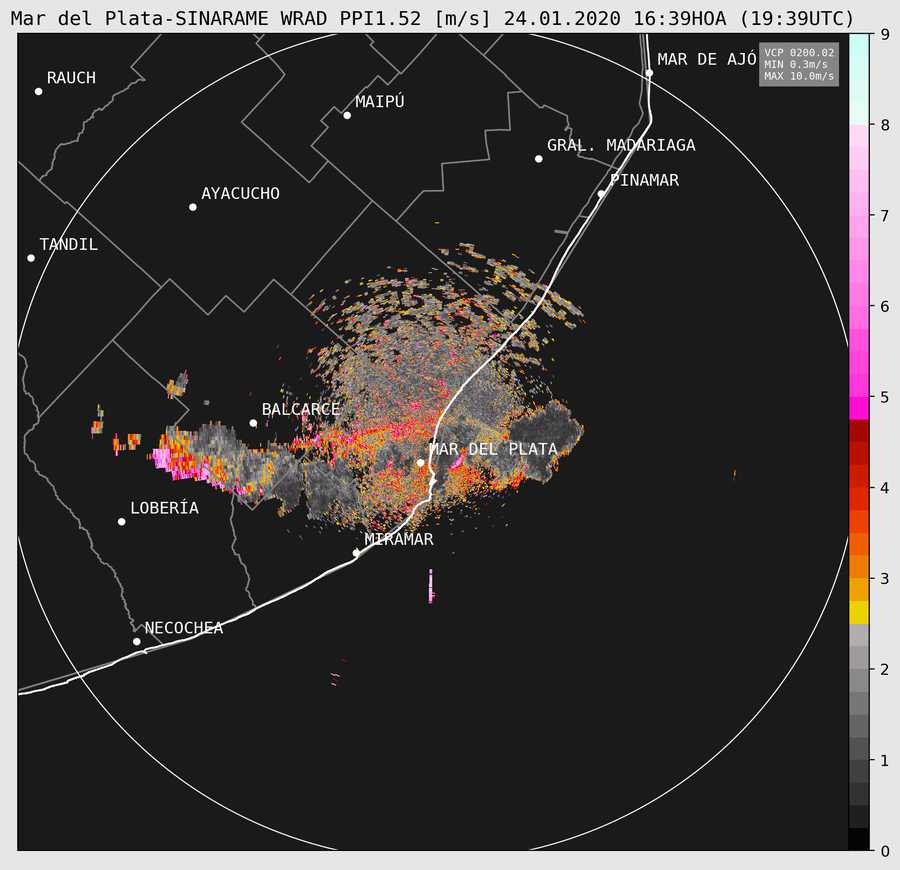 Mar del Plata-SINARAME WRAD PPI1.52 [m/s] 24.01.2020 16:39HOA (19:39UTC)
VCP 0200.02
MIN 0.3m/s
MAX 10.0m/s
MAR DE AJÓ
RAUCH
MAIPÚ
GRAL. MADARIAGA
PINAMAR
AYACUCHO
TANDIL
BALCARCE
MAR DEL PLATA
LOBERÍA
MIRAMAR
NECOCHEA
9
8
7
6
5
4
3
2
1
0